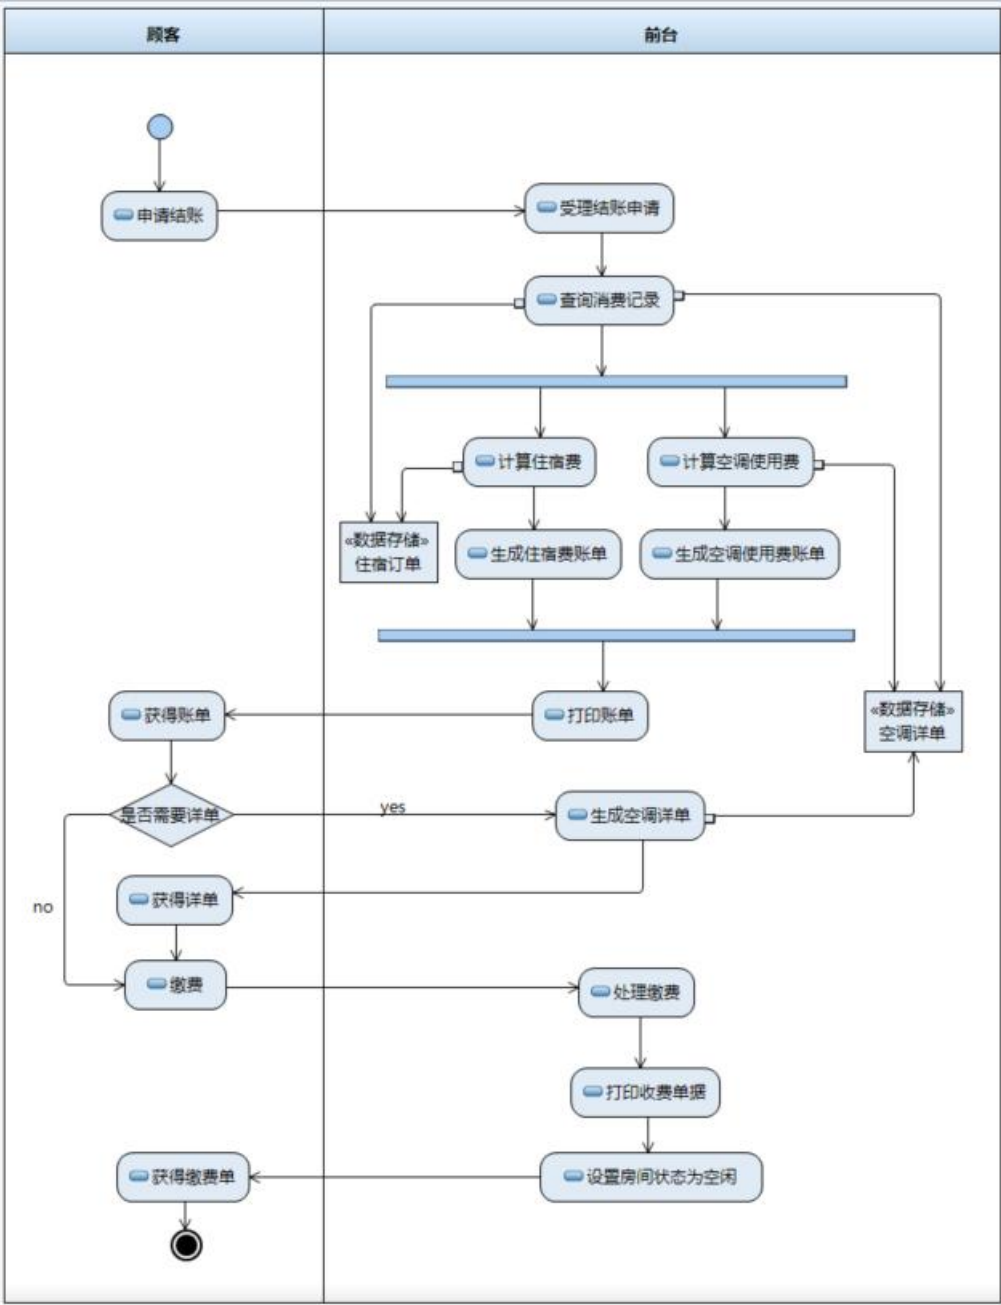 顾客
前台
申请结账
受理结账申请
查询消费记录
计算住宿费
计算空调使用费
«数据存储»
住宿订单
生成住宿费账单
生成空调使用费账单
获得账单
打印账单
«数据存储»
空调详单
是否需要详单
yes
生成空调详单
获得详单
no
缴费
处理缴费
打印收费单据
获得缴费单
设置房间状态为空闲